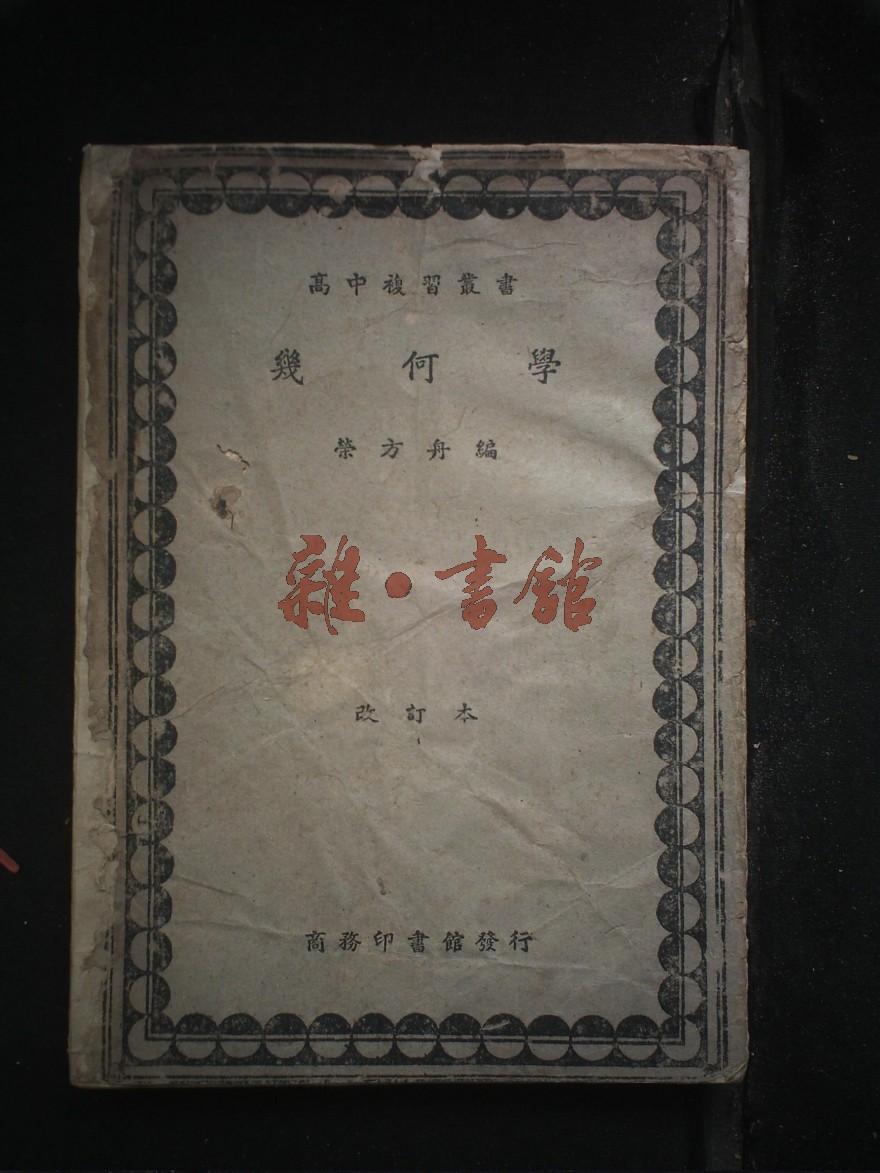 高中複習叢書
幾何學
榮方舟編
雜·書館
改訂本
商務印書館發行